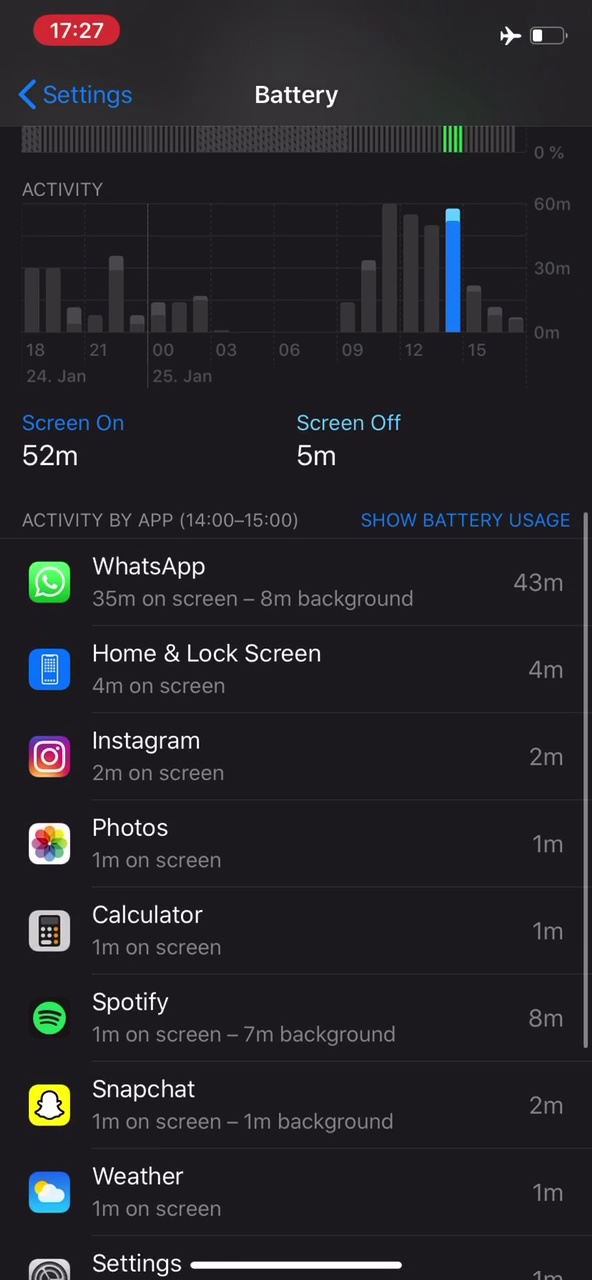 17:27
Settings
Battery
0 %
ACTIVITY
60m
30m
0m
18 21 00 03 06 09 12 15
24. Jan 25. Jan
Screen On Screen Off
52m 5m
ACTIVITY BY APP (14:00–15:00) SHOW BATTERY USAGE
WhatsApp
35m on screen – 8m background 43m
Home & Lock Screen
4m on screen 4m
Instagram
2m on screen 2m
Photos
1m on screen 1m
Calculator
1m on screen 1m
Spotify
1m on screen – 7m background 8m
Snapchat
1m on screen – 1m background 2m
Weather
1m on screen 1m
Settings